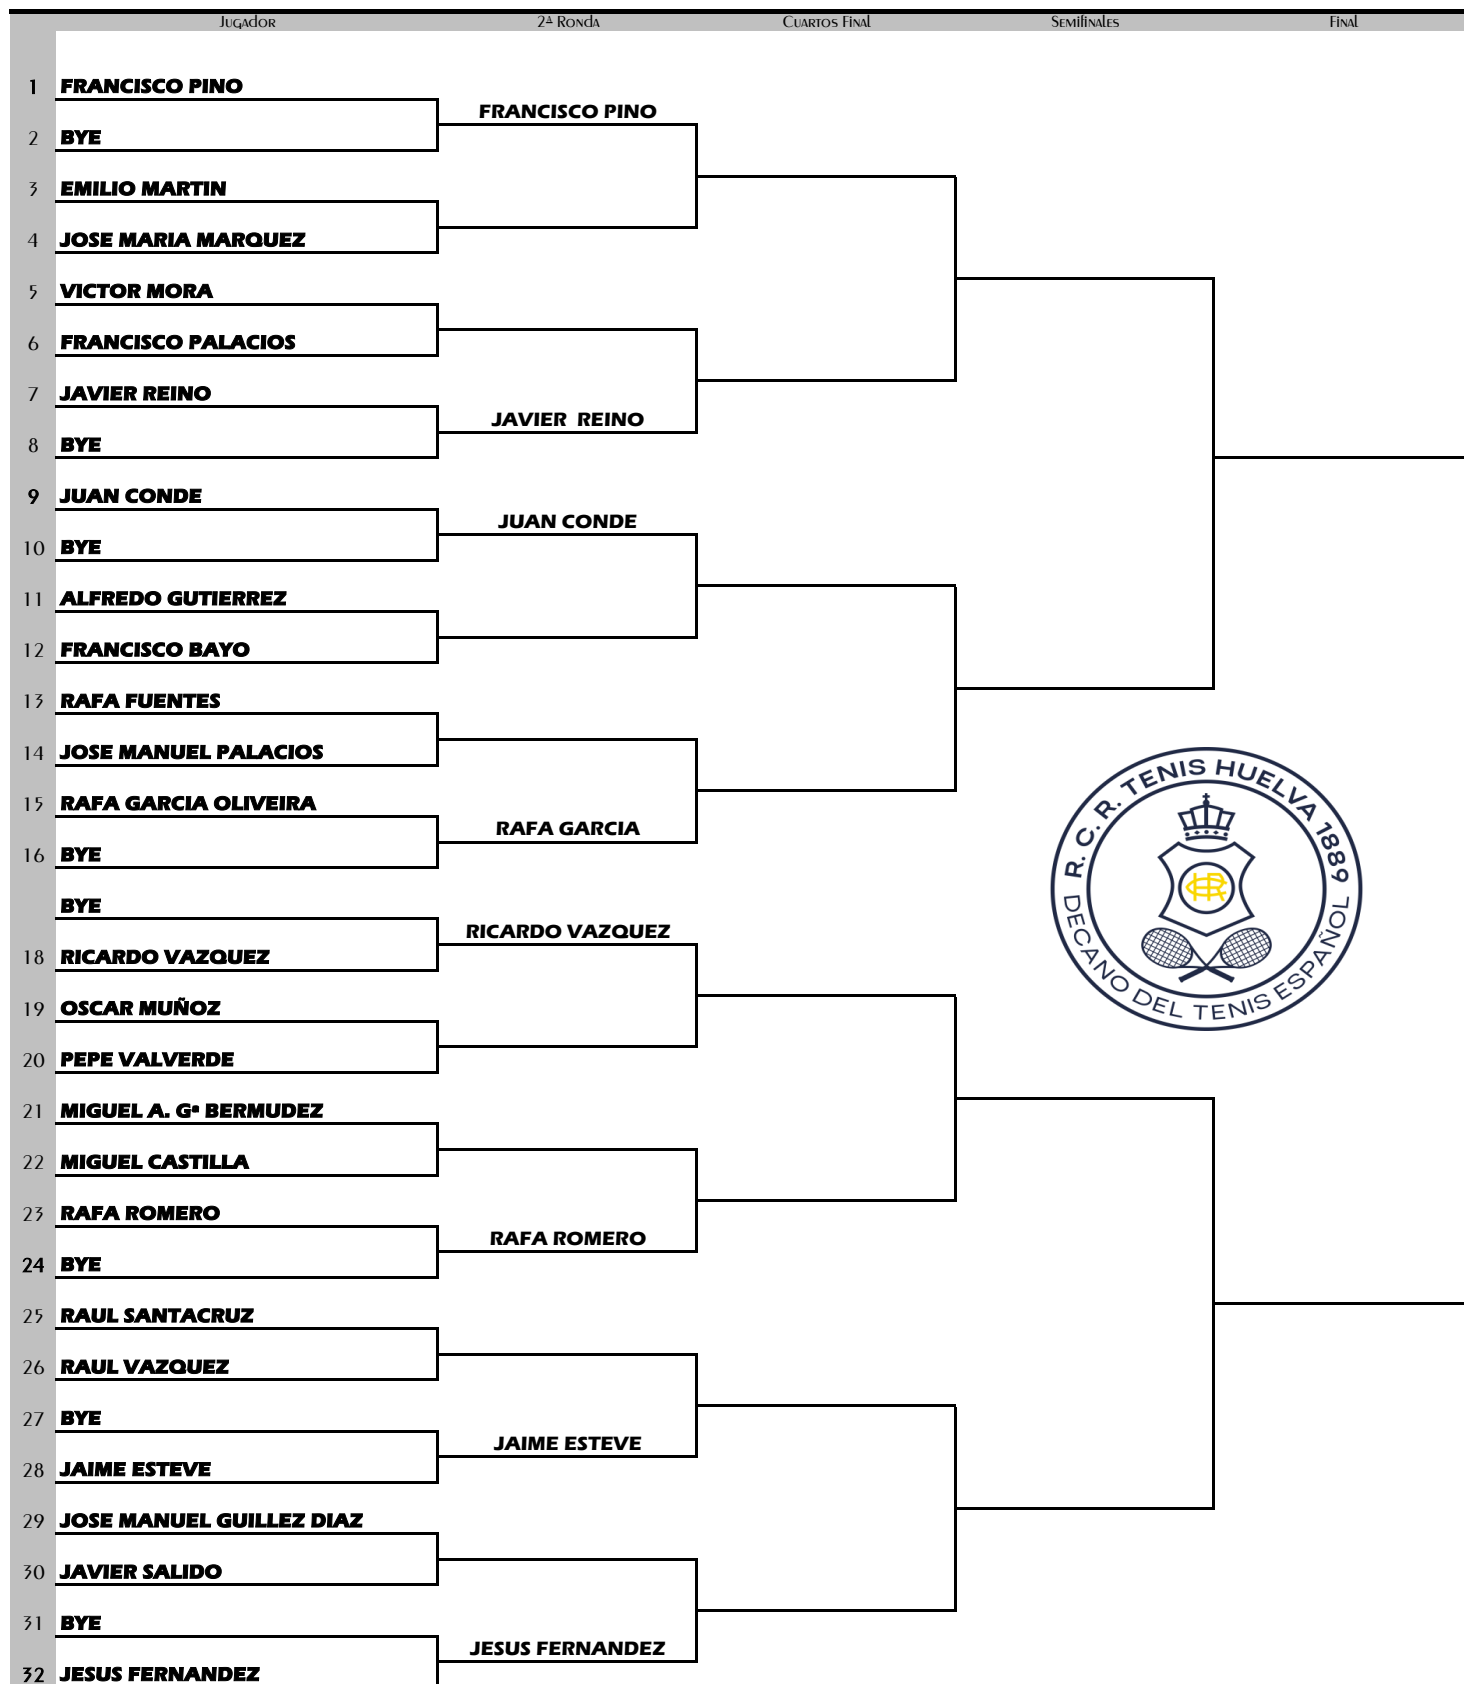 Jugador 2ª Ronda Cuartos Final Semifinales Final
1 FRANCISCO PINO
FRANCISCO PINO
2 BYE
3 EMILIO MARTIN
4 JOSE MARIA MARQUEZ
5 VICTOR MORA
6 FRANCISCO PALACIOS
7 JAVIER REINO
JAVIER REINO
8 BYE
9 JUAN CONDE
JUAN CONDE
10 BYE
11 ALFREDO GUTIERREZ
12 FRANCISCO BAYO
13 RAFA FUENTES
14 JOSE MANUEL PALACIOS
15 RAFA GARCIA OLIVEIRA
RAFA GARCIA
16 BYE
BYE
RICARDO VAZQUEZ
18 RICARDO VAZQUEZ
19 OSCAR MUÑOZ
20 PEPE VALVERDE
21 MIGUEL A. Gª BERMUDEZ
22 MIGUEL CASTILLA
23 RAFA ROMERO
RAFA ROMERO
24 BYE
25 RAUL SANTACRUZ
26 RAUL VAZQUEZ
27 BYE
JAIME ESTEVE
28 JAIME ESTEVE
29 JOSE MANUEL GUILLEZ DIAZ
30 JAVIER SALIDO
31 BYE
JESUS FERNANDEZ
32 JESUS FERNANDEZ
R. C. R. TENIS HUELVA 1889
DECANO DEL TENIS ESPAÑOL